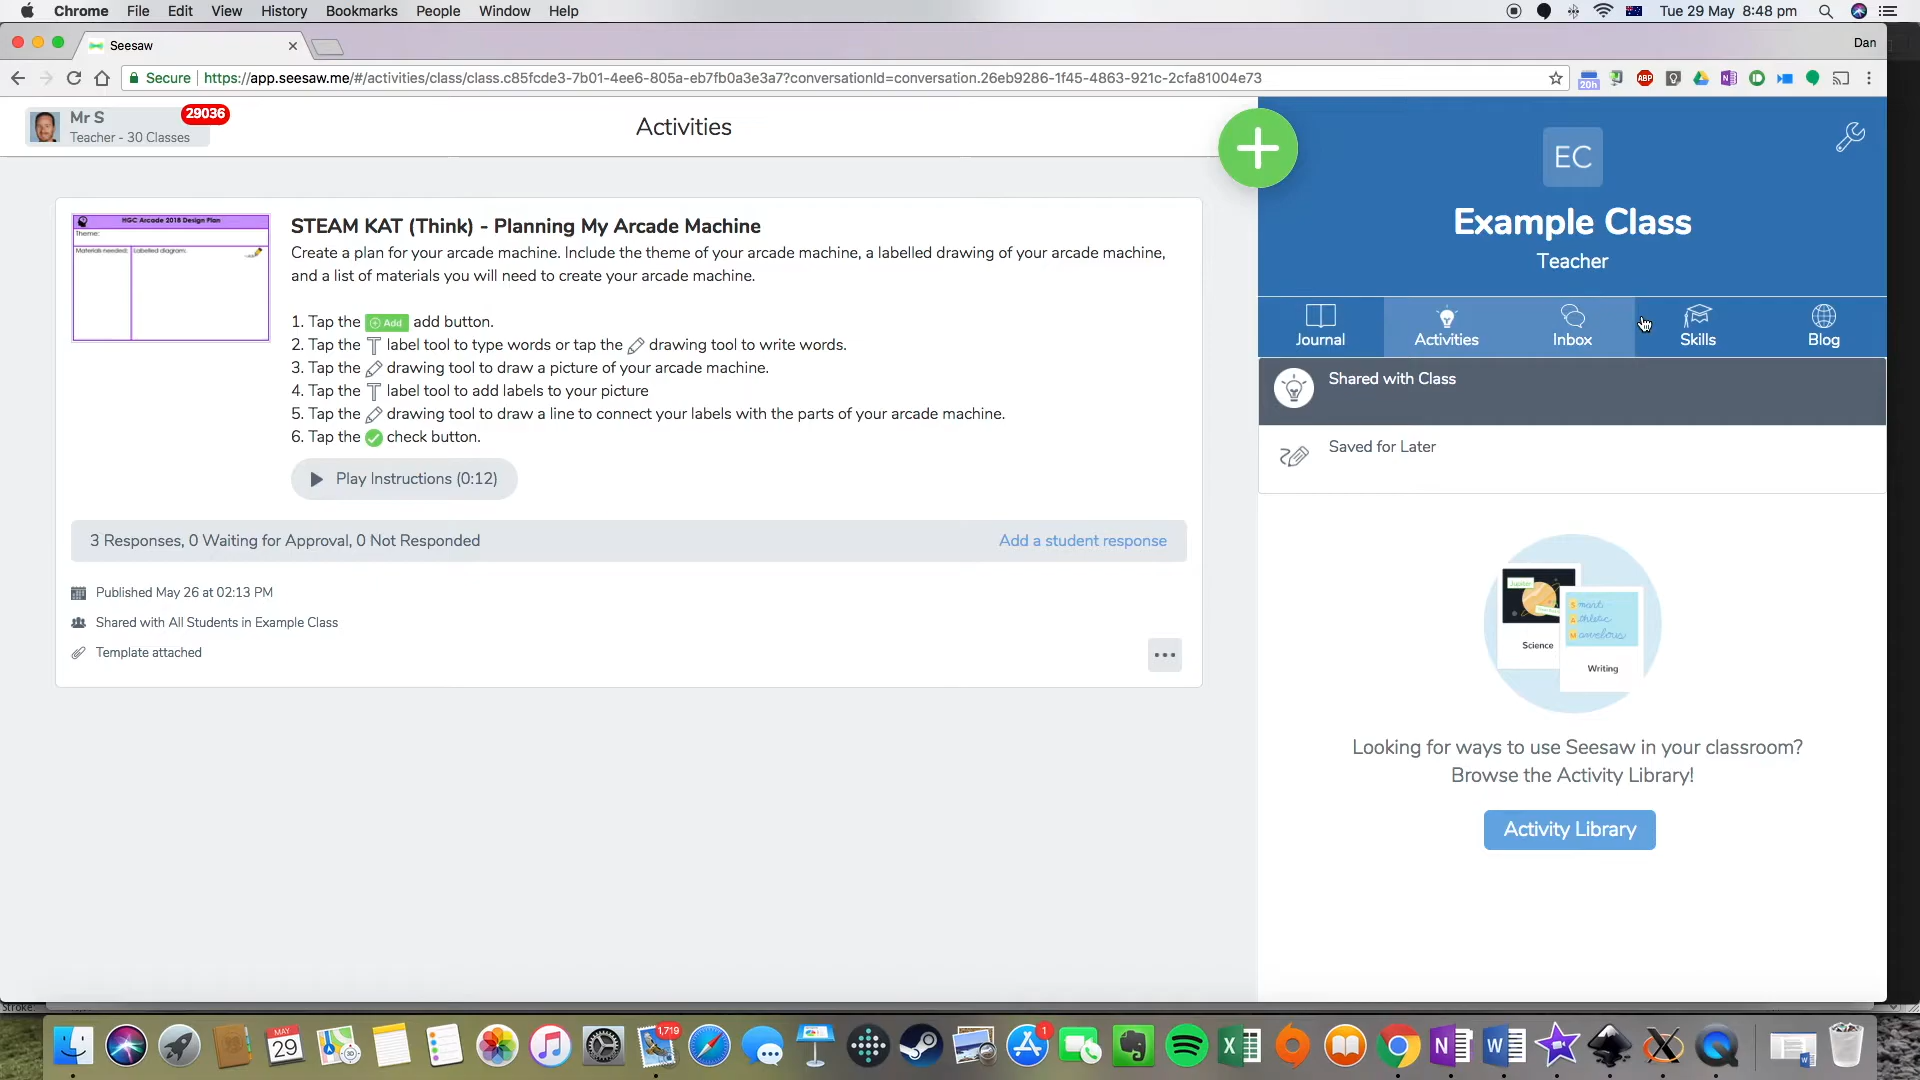 Chrome File Edit View History Bookmarks People Window Help
Tue 29 May 8:48 pm
Seesaw
Dan
Secure https://app.seesaw.me/#/activities/class/class.c85fcde3-7b01-4ee6-805a-eb7fb0a3e3a7?conversationId=conversation.26eb9286-1f45-4863-921c-2cfa81004e73
20h
ABP
Mr S
Teacher - 30 Classes
29036
Activities
EC
Example Class
Teacher
Journal Activities Inbox Skills Blog
Shared with Class
Saved for Later
HGC Arcade 2018 Design Plan
Theme:
Materials needed: Labelled diagram:
STEAM KAT (Think) - Planning My Arcade Machine
Create a plan for your arcade machine. Include the theme of your arcade machine, a labelled drawing of your arcade machine,
and a list of materials you will need to create your arcade machine.
1. Tap the Add add button.
2. Tap the label tool to type words or tap the drawing tool to write words.
3. Tap the drawing tool to draw a picture of your arcade machine.
4. Tap the label tool to add labels to your picture
5. Tap the drawing tool to draw a line to connect your labels with the parts of your arcade machine.
6. Tap the check button.
Play Instructions (0:12)
3 Responses, 0 Waiting for Approval, 0 Not Responded
Add a student response
Published May 26 at 02:13 PM
Shared with All Students in Example Class
Template attached
Jupiter
Science
Smart
Athletic
Marvelous
Writing
Looking for ways to use Seesaw in your classroom?
Browse the Activity Library!
Activity Library
Stroke:
MAY
29
1,719
1